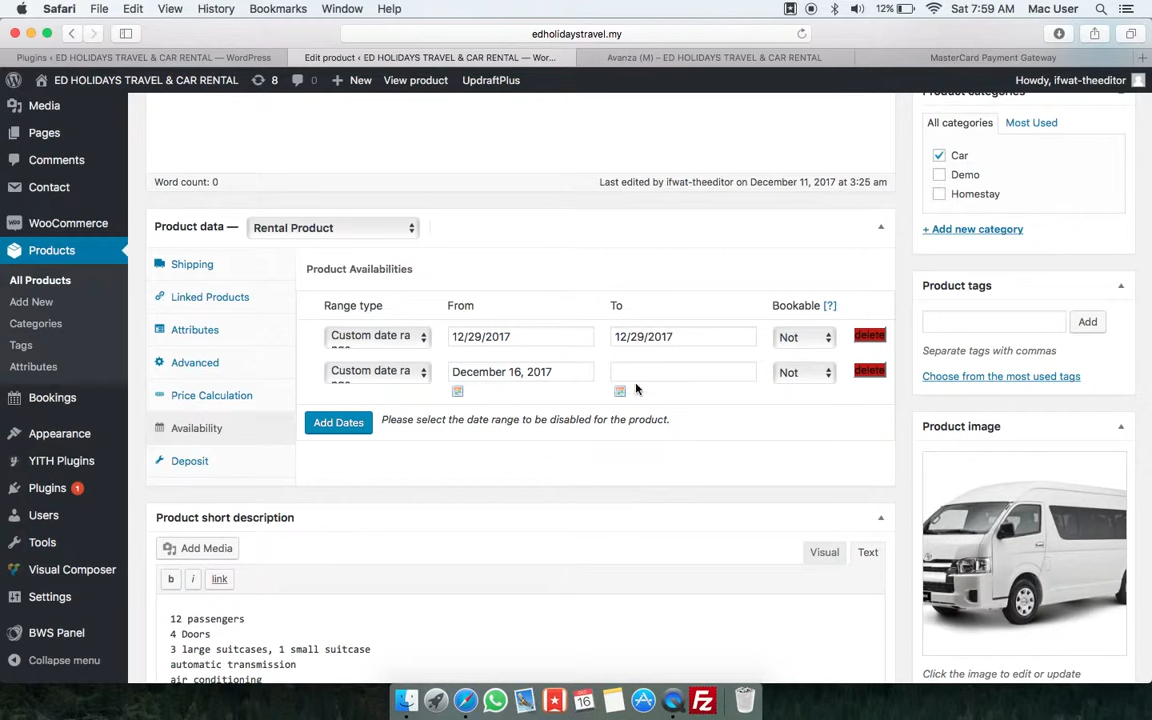 Safari File Edit View History Bookmarks Window Help 12% Sat 7:59 AM Mac User
edholidaystravel.my
Plugins ‹ ED HOLIDAYS TRAVEL & CAR RENTAL — WordPress
Edit product ‹ ED HOLIDAYS TRAVEL & CAR RENTAL — Wor...
Avanza (M) – ED HOLIDAYS TRAVEL & CAR RENTAL
MasterCard Payment Gateway
ED HOLIDAYS TRAVEL & CAR RENTAL 8 0 + New View product UpdraftPlus Howdy, ifwat-theeditor
Media
Pages
Comments
Contact
WooCommerce
Products
All Products
Add New
Categories
Tags
Attributes
Bookings
Appearance
YITH Plugins
Plugins 1
Users
Tools
Visual Composer
Settings
BWS Panel
Collapse menu
Word count: 0 Last edited by ifwat-theeditor on December 11, 2017 at 3:25 am
Product data — Rental Product
Shipping
Linked Products
Attributes
Advanced
Price Calculation
Availability
Deposit
Product Availabilities
Range type From To Bookable [?]
Custom date ra 12/29/2017 12/29/2017 Not delete
Custom date ra December 16, 2017 Not delete
Add Dates Please select the date range to be disabled for the product.
Product short description
Add Media Visual Text
b i link
12 passengers
4 Doors
3 large suitcases, 1 small suitcase
automatic transmission
air conditioning
Product categories
All categories Most Used
Car
Demo
Homestay
+ Add new category
Product tags
Add
Separate tags with commas
Choose from the most used tags
Product image
Click the image to edit or update
16
Fz